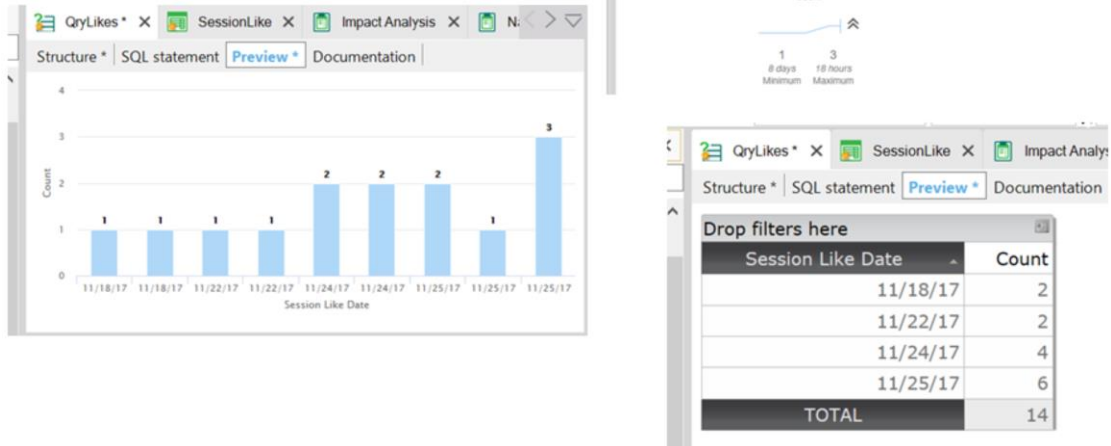 QryLikes * X SessionLike X Impact Analysis X N
Structure * SQL statement Preview * Documentation
4
3
2
1
0
Count
1 1 1 1 2 2 2 1 3
11/18/17 11/18/17 11/22/17 11/22/17 11/24/17 11/24/17 11/25/17 11/25/17 11/25/17
Session Like Date
1 3
8 days 18 hours
Minimum Maximum
QryLikes * X SessionLike X Impact Analys
Structure * SQL statement Preview * Documentation
Drop filters here
Session Like Date Count
11/18/17 2
11/22/17 2
11/24/17 4
11/25/17 6
TOTAL 14